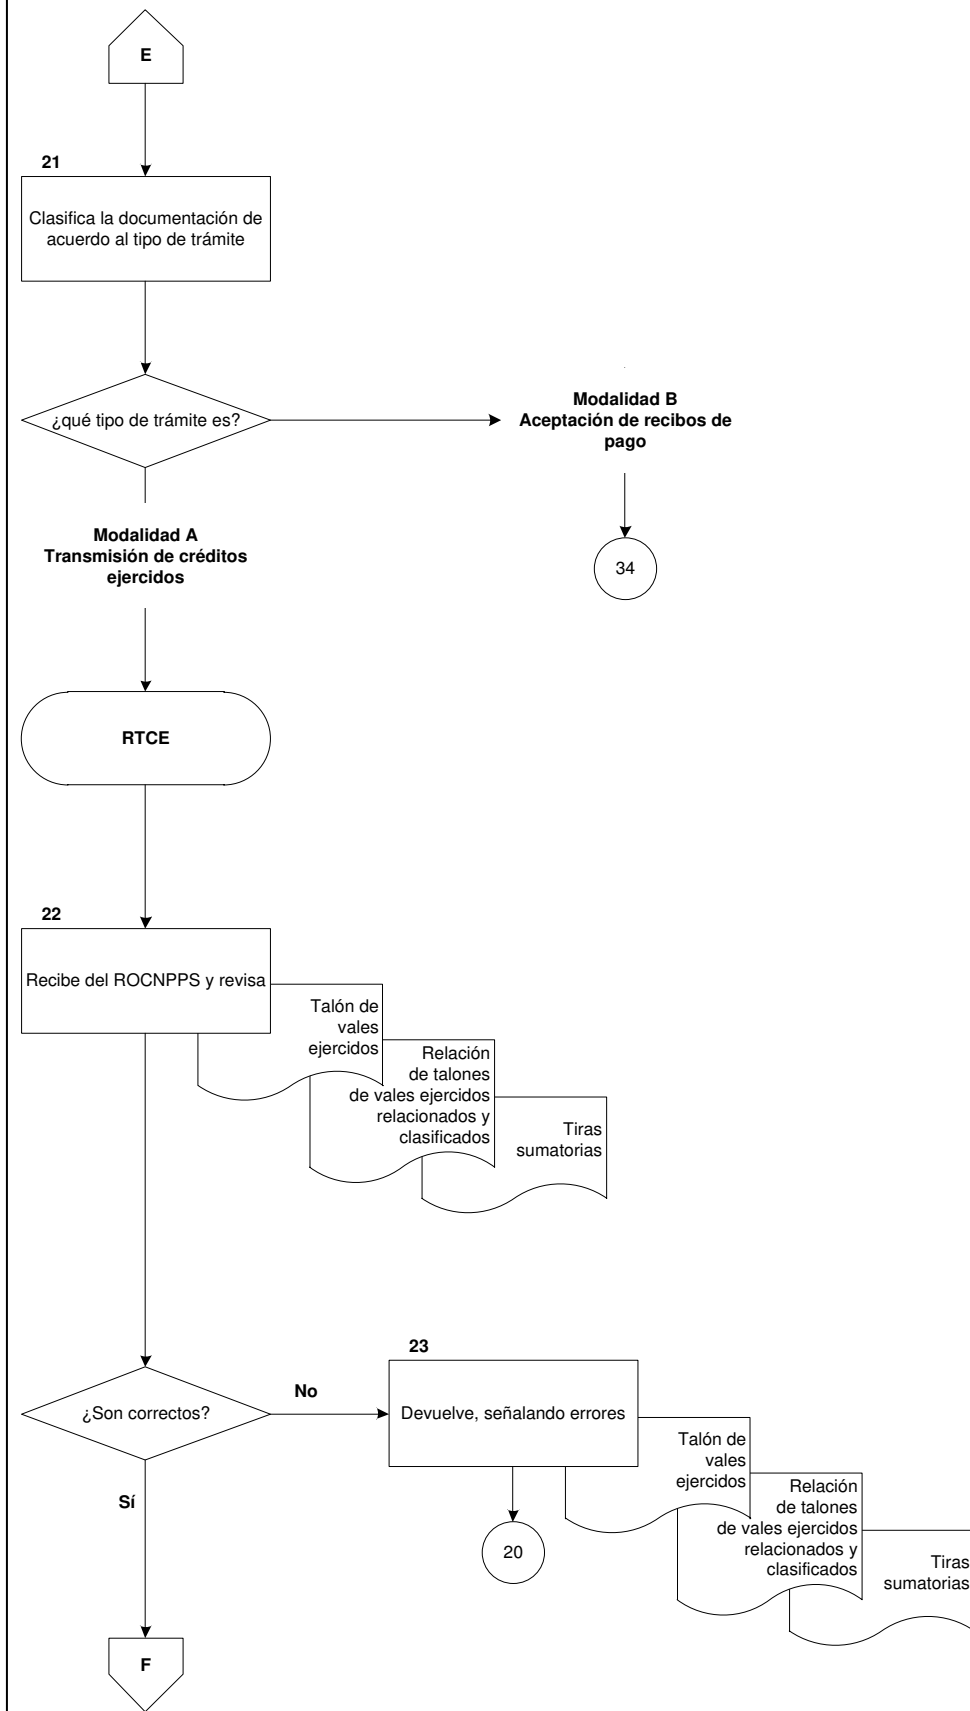 E
21
Clasifica la documentación de
acuerdo al tipo de trámite
¿qué tipo de trámite es?
Modalidad B
Aceptación de recibos de
pago
34
Modalidad A
Transmisión de créditos
ejercidos
RTCE
22
Recibe del ROCNPPS y revisa
Talón de
vales
ejercidos
Relación
de talones
de vales ejercidos
relacionados y
clasificados
Tiras
sumatorias
¿Son correctos?
No
23
Devuelve, señalando errores
Talón de
vales
ejercidos
Relación
de talones
de vales ejercidos
relacionados y
clasificados
Tiras
sumatorias
20
Sí
F